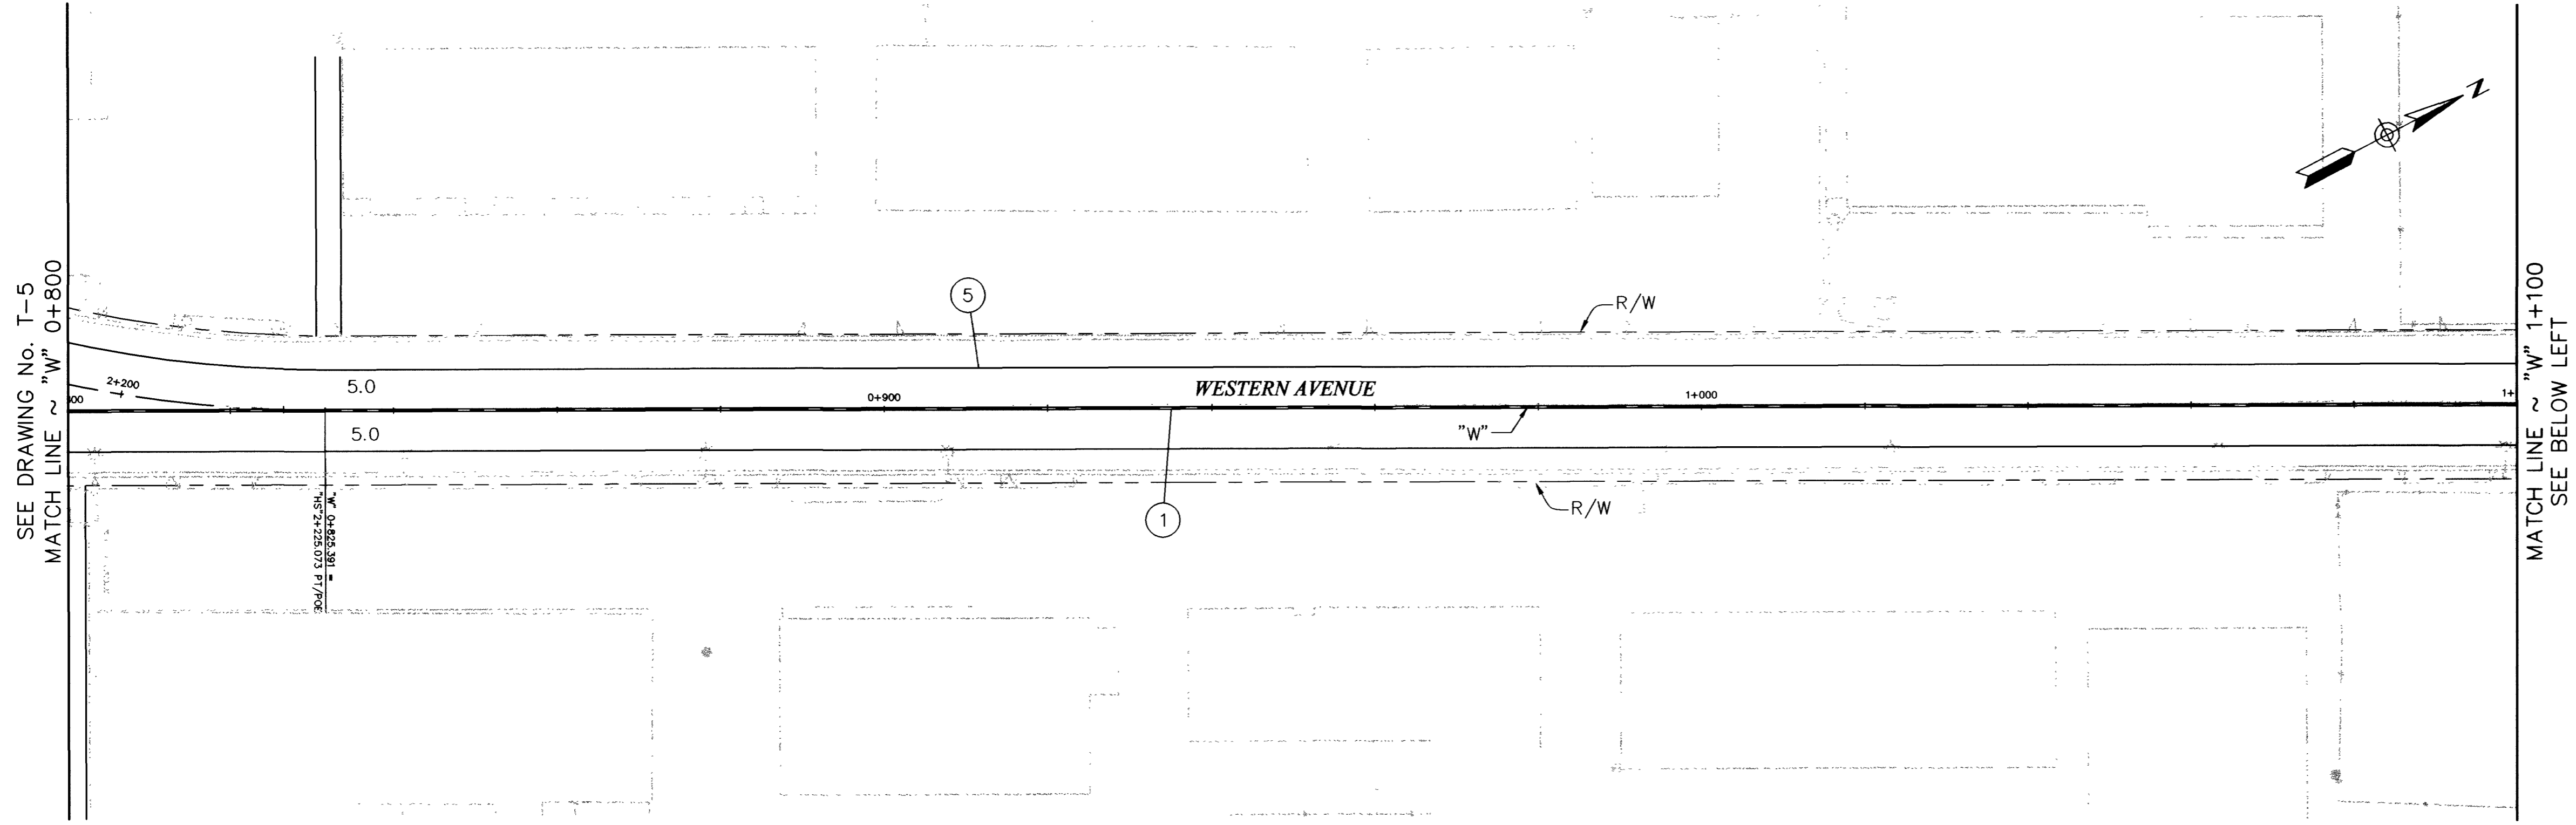 SEE DRAWING No. T-5
MATCH LINE ~ "W" 0+800
N
R/W
5
2+200
5.0
WESTERN AVENUE
0+900
1+000
1+
00
"W"
5.0
"W" 0+825.391 =
"HS"2+225.073 PT/POE
1
R/W
MATCH LINE ~ "W" 1+100
SEE BELOW LEFT